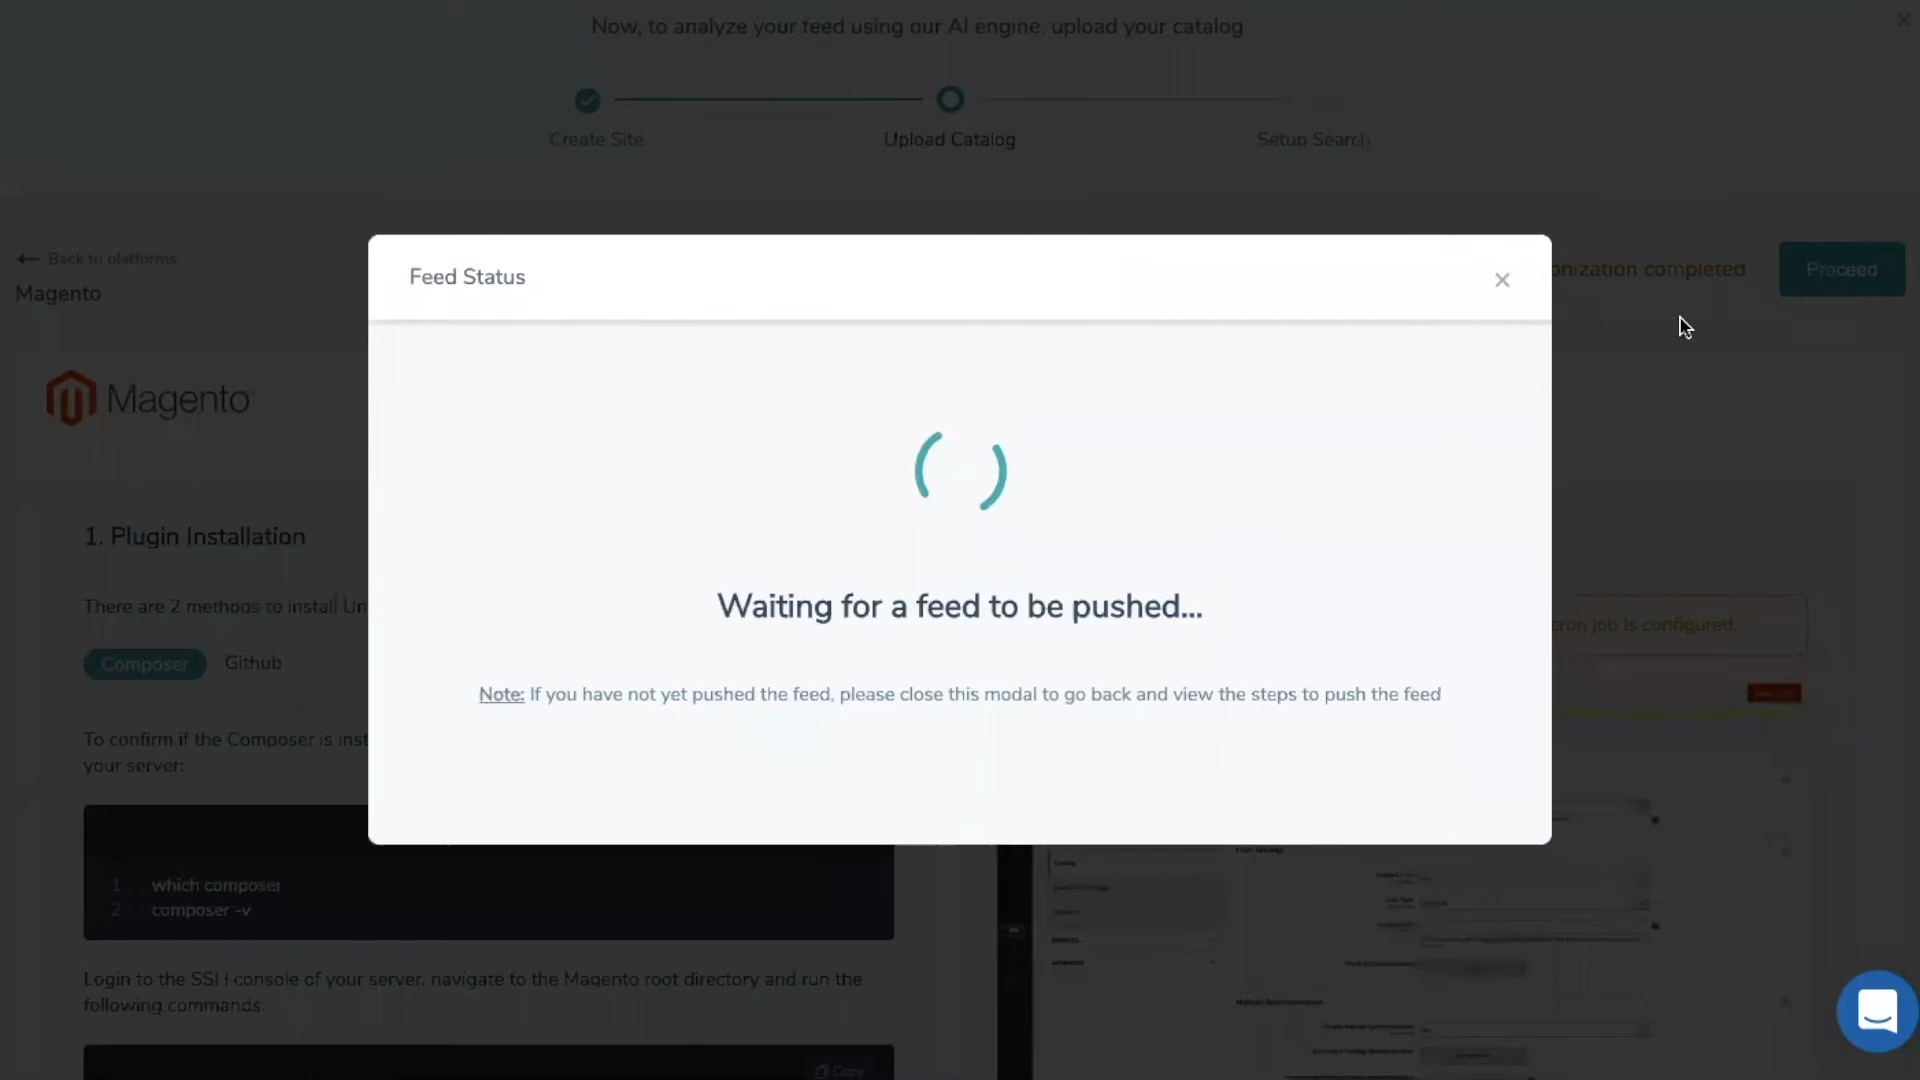 Now, to analyze your feed using our AI engine, upload your catalog
Create Site
Upload Catalog
Setup Search
Back to platforms
Magento
onization completed
Proceed
Feed Status
Magento
Waiting for a feed to be pushed...
Note: If you have not yet pushed the feed, please close this modal to go back and view the steps to push the feed
1. Plugin Installation
There are 2 methods to install Un
Composer
Github
cron job is configured
To confirm if the Composer is inst
your server:
1 which composer
2 composer -v
Login to the SSH console of your server, navigate to the Magento root directory and run the
following commands:
Copy